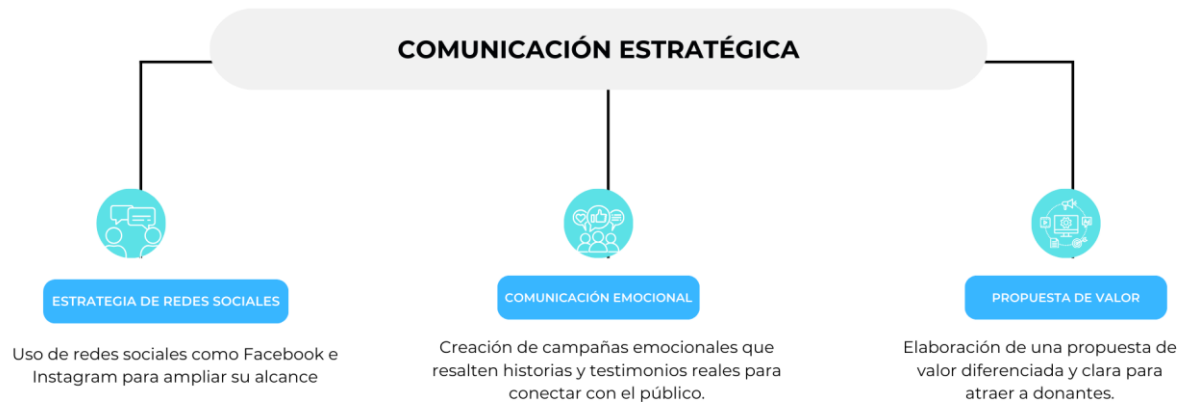 COMUNICACIÓN ESTRATÉGICA
ESTRATEGIA DE REDES SOCIALES
Uso de redes sociales como Facebook e
Instagram para ampliar su alcance
COMUNICACIÓN EMOCIONAL
Creación de campañas emocionales que
resalten historias y testimonios reales para
conectar con el público.
PROPUESTA DE VALOR
Elaboración de una propuesta de
valor diferenciada y clara para
atraer a donantes.